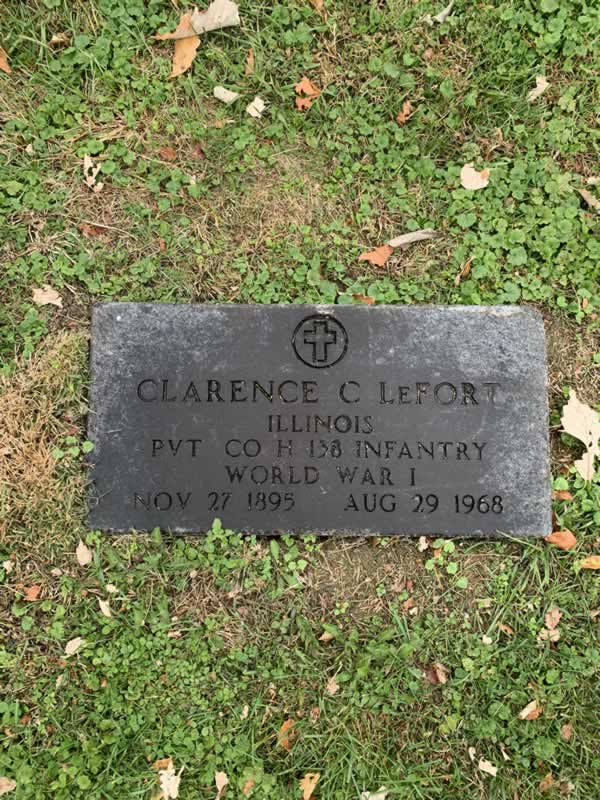 CLARENCE C LeFORT
ILLINOIS
PVT CO H 138 INFANTRY
WORLD WAR I
NOV 27 1895 AUG 29 1968